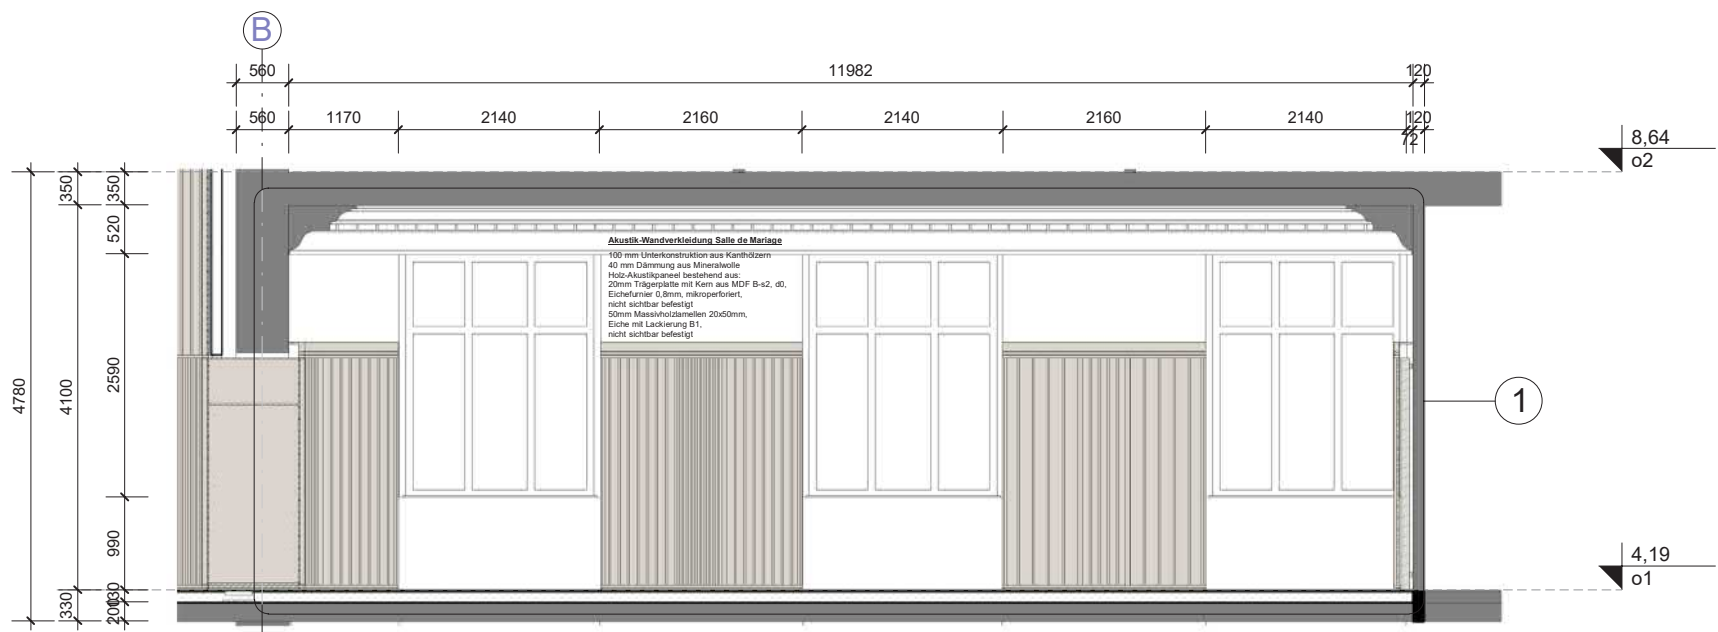 B
560
11982
120
560
1170
2140
2160
2140
2160
2140
72
120
8,64
o2
350
350
520
2590
4100
4780
990
330
130
200
Akustik-Wandverkleidung Salle de Mariage
100 mm Unterkonstruktion aus Kanthölzern
40 mm Dämmung aus Mineralwolle
Holz-Akustikpaneel bestehend aus:
20mm Trägerplatte mit Kern aus MDF B-s2, d0,
Eichefurnier 0,8mm, mikroperforiert,
nicht sichtbar befestigt
50mm Massivholzlamellen 20x50mm,
Eiche mit Lackierung B1,
nicht sichtbar befestigt
1
4,19
o1